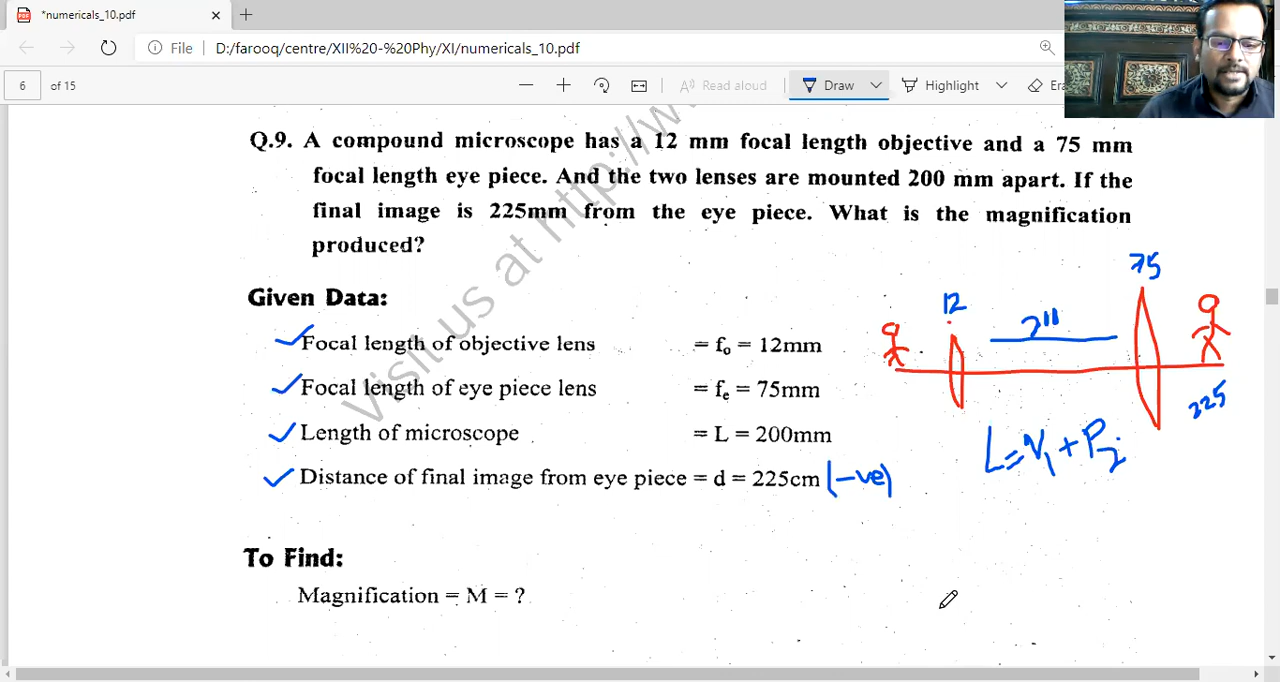 *numericals_10.pdf
File D:/farooq/centre/XII%20-%20Phy/XI/numericals_10.pdf
6 of 15 Read aloud Draw Highlight Era
Q.9. A compound microscope has a 12 mm focal length objective and a 75 mm
focal length eye piece. And the two lenses are mounted 200 mm apart. If the
final image is 225mm from the eye piece. What is the magnification
produced?
Given Data:
Focal length of objective lens = fₒ = 12mm
Focal length of eye piece lens = fₑ = 75mm
Length of microscope = L = 200mm
Distance of final image from eye piece = d = 225cm (-ve)
To Find:
Magnification = M = ?
Visit us at http://w
12
75
225
L=V₁+P₂